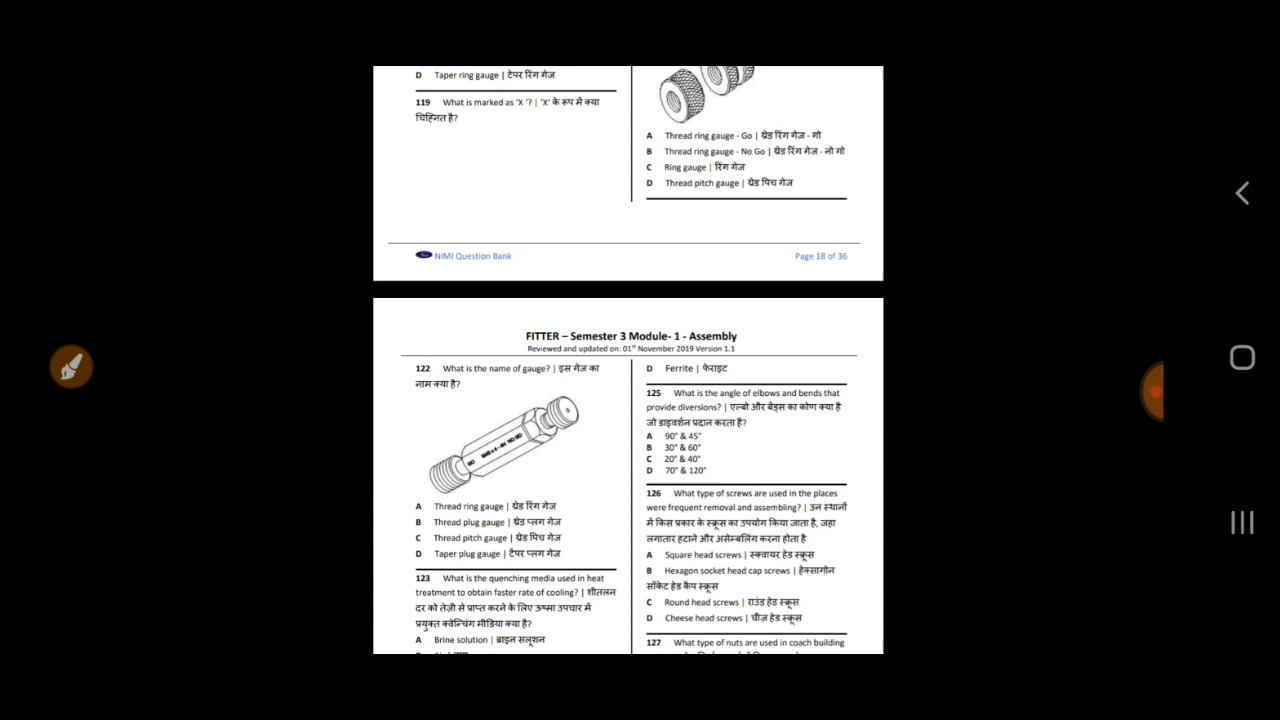 D Taper ring gauge | टेपर रिंग गेज
119 What is marked as 'X '? | 'X' के रूप में क्या
चिह्नित है?
A Thread ring gauge - Go | थ्रेड रिंग गेज - गो
B Thread ring gauge - No Go | थ्रेड रिंग गेज - नो गो
C Ring gauge | रिंग गेज
D Thread pitch gauge | थ्रेड पिच गेज
NIMI Question Bank
Page 18 of 36
FITTER – Semester 3 Module- 1 - Assembly
Reviewed and updated on: 01st November 2019 Version 1.1
122 What is the name of gauge? | इस गेज का
नाम क्या है?
GO NO GO
A Thread ring gauge | थ्रेड रिंग गेज
B Thread plug gauge | थ्रेड प्लग गेज
C Thread pitch gauge | थ्रेड पिच गेज
D Taper plug gauge | टैपर प्लग गेज
123 What is the quenching media used in heat
treatment to obtain faster rate of cooling? | शीतलन
दर को तेज़ी से प्राप्त करने के लिए ऊष्मा उपचार में
प्रयुक्त क्वेन्चिंग मीडिया क्या है?
A Brine solution | ब्राइन सलूशन
D Ferrite | फेराइट
125 What is the angle of elbows and bends that
provide diversions? | एल्बो और बेंड्स का कोण क्या है
जो डाइवर्शन प्रदान करता है?
A 90° & 45°
B 30° & 60°
C 20° & 40°
D 70° & 120°
126 What type of screws are used in the places
were frequent removal and assembling? | उन स्थानों
में किस प्रकार के स्क्रूस का उपयोग किया जाता है, जहा
लगातार हटाने और असेम्बलिंग करना होता है
A Square head screws | स्क्वायर हेड स्क्रूस
B Hexagon socket head cap screws | हेक्सागोन
सॉकेट हेड कैप स्क्रूस
C Round head screws | राउंड हेड स्क्रूस
D Cheese head screws | चीज़ हेड स्क्रूस
127 What type of nuts are used in coach building